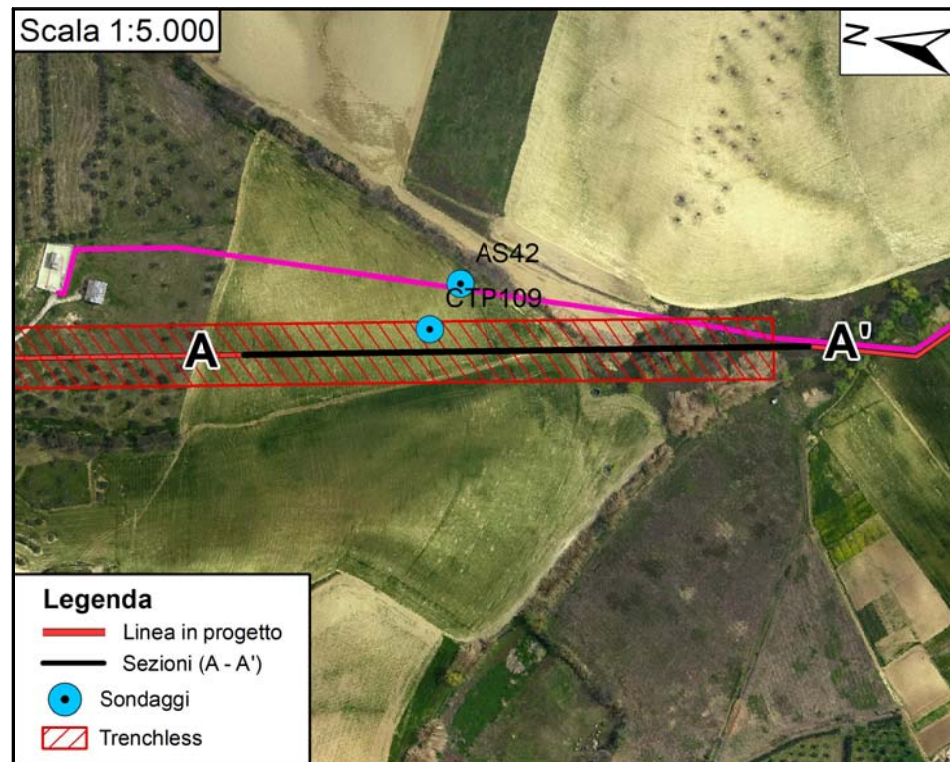 Scala 1:5.000
N
AS42
CTP109
A
A'
Legenda
Linea in progetto
Sezioni (A - A')
Sondaggi
Trenchless